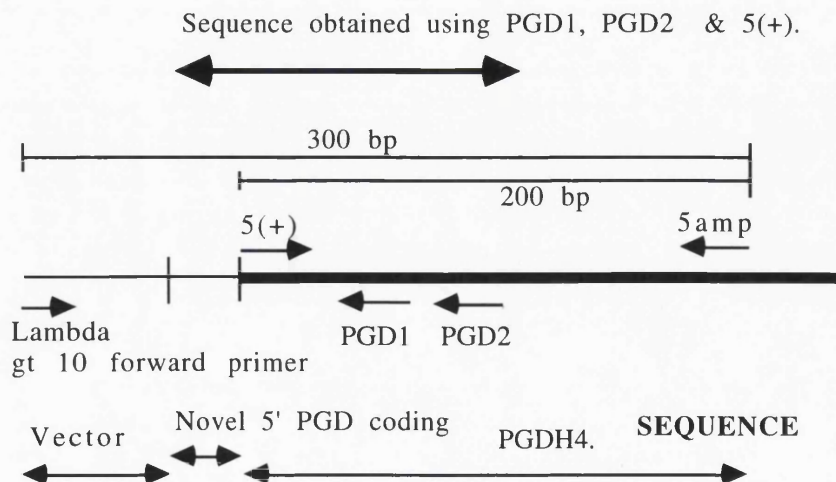 Sequence obtained using PGD1, PGD2 & 5(+).
300 bp
200 bp
5(+)
5amp
PGD1
PGD2
Lambda
gt 10 forward primer
Vector
Novel 5' PGD coding
PGDH4.
SEQUENCE